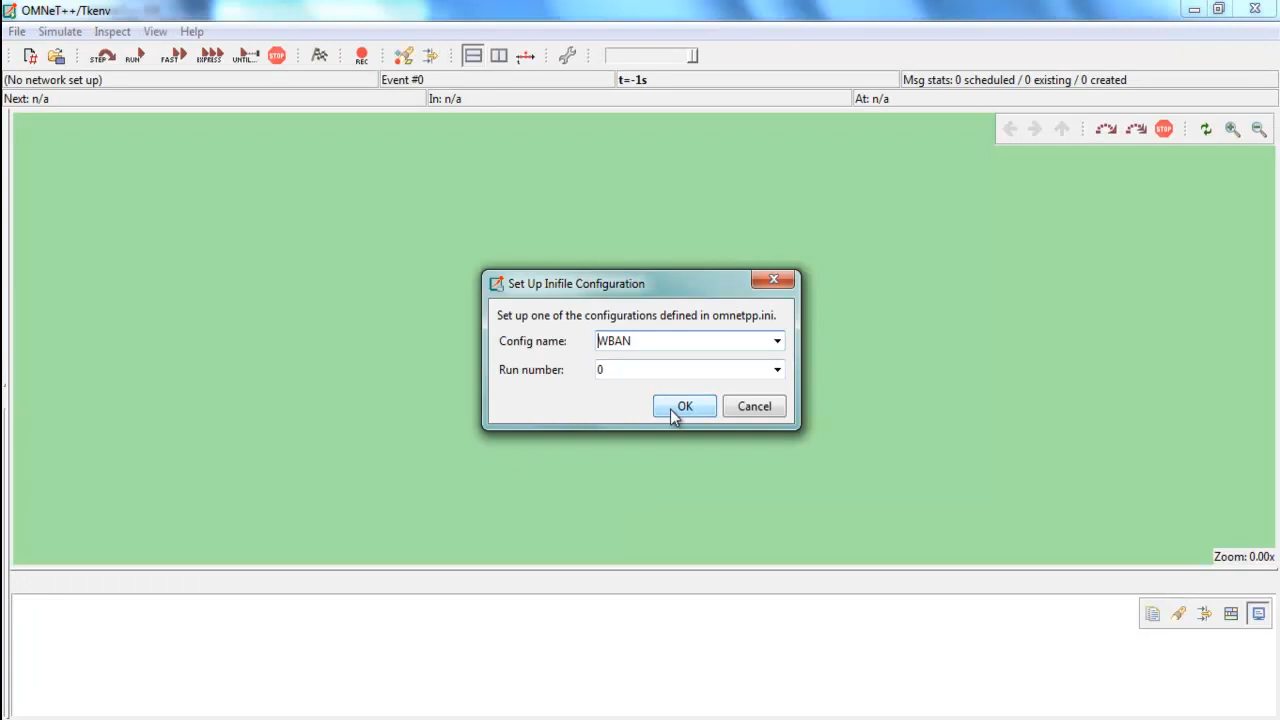 OMNeT++/Tkenv
File Simulate Inspect View Help
STEP RUN FAST EXPRESS UNTIL... STOP REC
(No network set up) Event #0 t=-1s Msg stats: 0 scheduled / 0 existing / 0 created
Next: n/a In: n/a At: n/a
STOP
Set Up Inifile Configuration
Set up one of the configurations defined in omnetpp.ini.
Config name: WBAN
Run number: 0
OK Cancel
Zoom: 0.00x